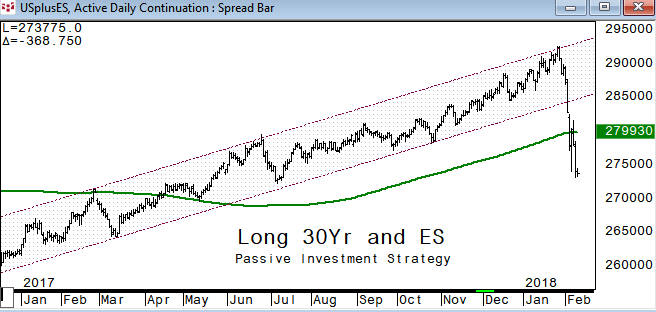 USplusES, Active Daily Continuation : Spread Bar
L=273775.0
Δ=-368.750
295000
290000
285000
279930
275000
270000
265000
260000
Long 30Yr and ES
Passive Investment Strategy
2017 2018
Jan Feb Mar Apr May Jun Jul Aug Sep Oct Nov Dec Jan Feb